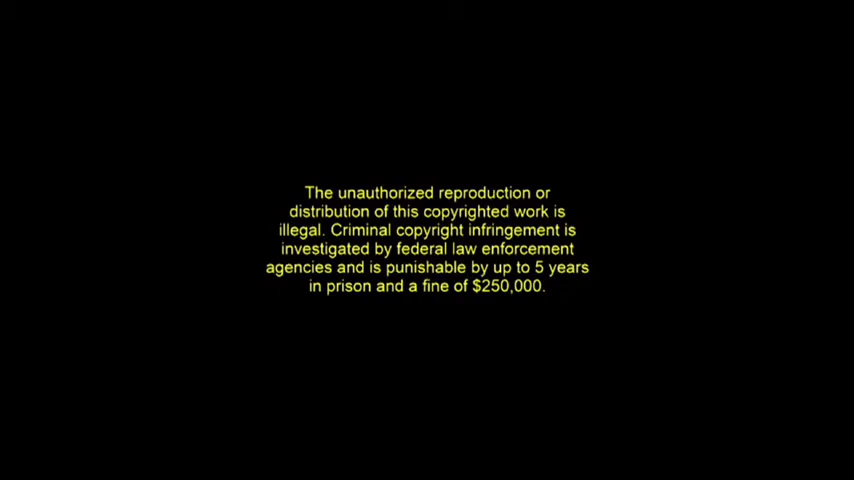 The unauthorized reproduction or
distribution of this copyrighted work is
illegal. Criminal copyright infringement is
investigated by federal law enforcement
agencies and is punishable by up to 5 years
in prison and a fine of $250,000.